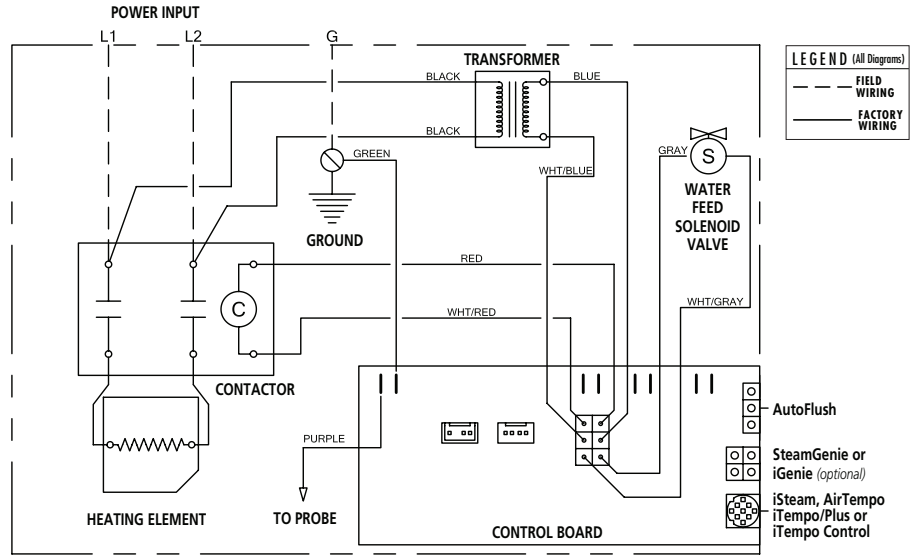 POWER INPUT
L1
L2
G
TRANSFORMER
BLACK
BLUE
LEGEND (All Diagrams)
FIELD
WIRING
FACTORY
WIRING
BLACK
GREEN
WHT/BLUE
GRAY
S
WATER
FEED
SOLENOID
VALVE
GROUND
RED
WHT/GRAY
C
WHT/RED
CONTACTOR
AutoFlush
PURPLE
SteamGenie or
iGenie (optional)
TO PROBE
HEATING ELEMENT
CONTROL BOARD
iSteam, AirTempo
iTempo/Plus or
iTempo Control